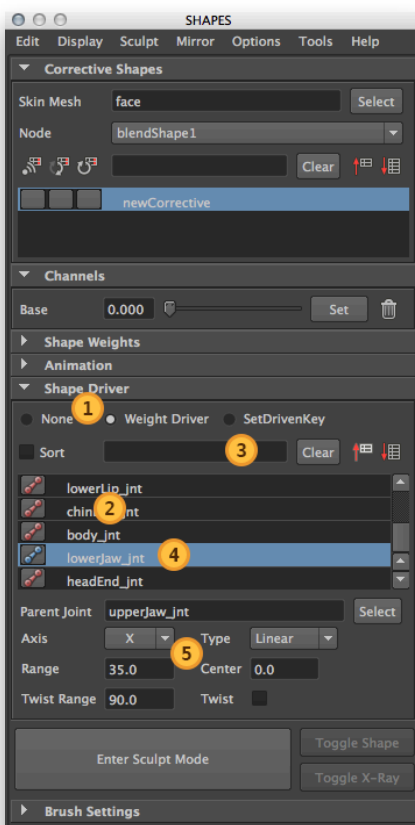 SHAPES
Edit Display Sculpt Mirror Options Tools Help
Corrective Shapes
Skin Mesh face Select
Node blendShape1
Clear
newCorrective
Channels
Base 0.000 Set
Shape Weights
Animation
Shape Driver
1
None Weight Driver SetDrivenKey
Sort 3 Clear
lowerLip_jnt
2
body_jnt
lowerJaw_jnt 4
headEnd_jnt
Parent Joint upperJaw_jnt Select
Axis X Type Linear
5
Range 35.0 Center 0.0
Twist Range 90.0 Twist
Enter Sculpt Mode Toggle Shape
Toggle X-Ray
Brush Settings